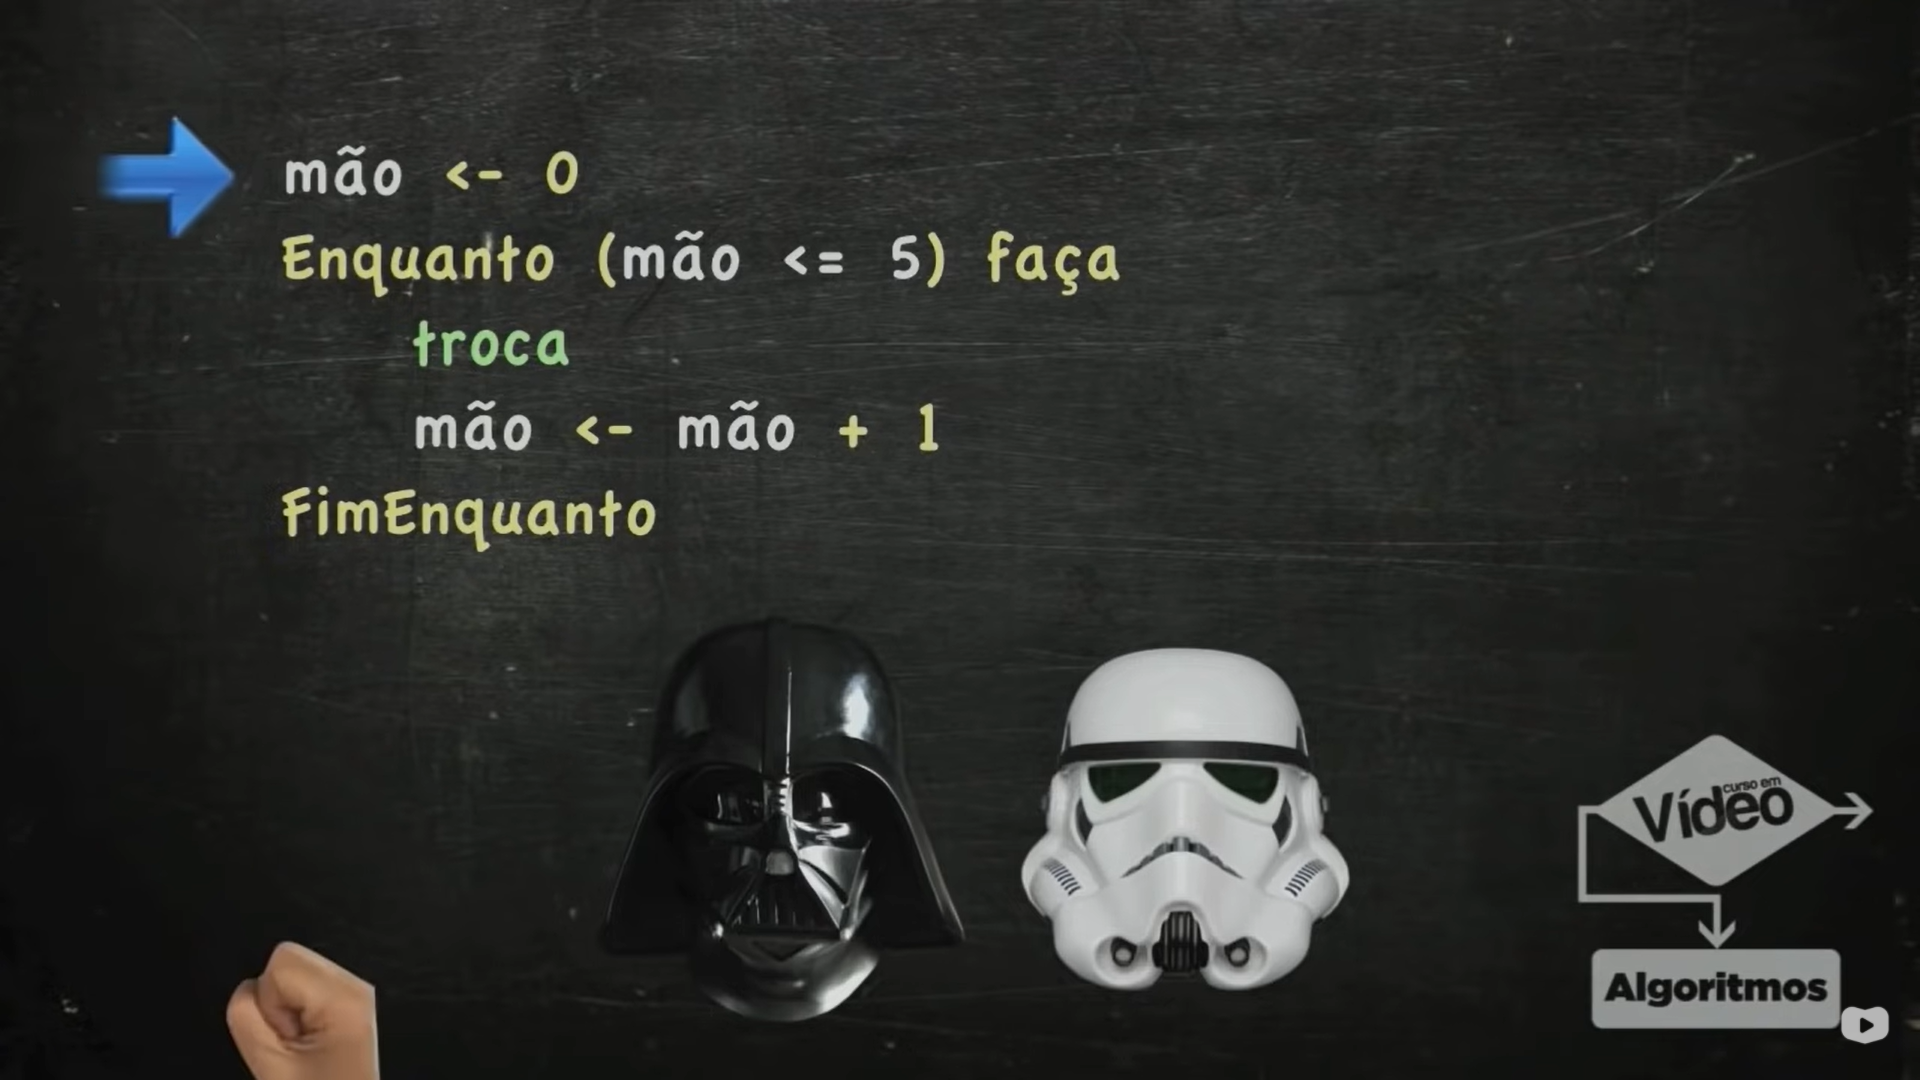 mão <- 0
Enquanto (mão <= 5) faça
troca
mão <- mão + 1
FimEnquanto
curso em
Vídeo
Algoritmos